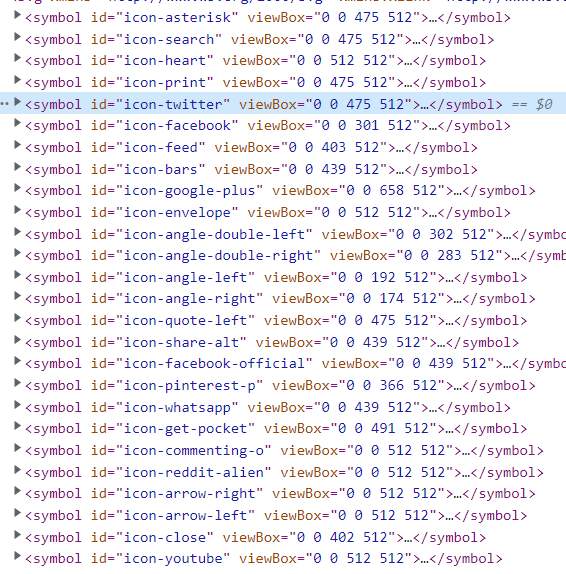 <symbol id="icon-asterisk" viewBox="0 0 475 512">…</symbol>
<symbol id="icon-search" viewBox="0 0 475 512">…</symbol>
<symbol id="icon-heart" viewBox="0 0 512 512">…</symbol>
<symbol id="icon-print" viewBox="0 0 475 512">…</symbol>
<symbol id="icon-twitter" viewBox="0 0 475 512">…</symbol> == $0
<symbol id="icon-facebook" viewBox="0 0 301 512">…</symbol>
<symbol id="icon-feed" viewBox="0 0 403 512">…</symbol>
<symbol id="icon-bars" viewBox="0 0 439 512">…</symbol>
<symbol id="icon-google-plus" viewBox="0 0 658 512">…</symbol>
<symbol id="icon-envelope" viewBox="0 0 512 512">…</symbol>
<symbol id="icon-angle-double-left" viewBox="0 0 302 512">…</symbo
<symbol id="icon-angle-double-right" viewBox="0 0 283 512">…</symb
<symbol id="icon-angle-left" viewBox="0 0 192 512">…</symbol>
<symbol id="icon-angle-right" viewBox="0 0 174 512">…</symbol>
<symbol id="icon-quote-left" viewBox="0 0 475 512">…</symbol>
<symbol id="icon-share-alt" viewBox="0 0 439 512">…</symbol>
<symbol id="icon-facebook-official" viewBox="0 0 439 512">…</symbo
<symbol id="icon-pinterest-p" viewBox="0 0 366 512">…</symbol>
<symbol id="icon-whatsapp" viewBox="0 0 439 512">…</symbol>
<symbol id="icon-get-pocket" viewBox="0 0 491 512">…</symbol>
<symbol id="icon-commenting-o" viewBox="0 0 512 512">…</symbol>
<symbol id="icon-reddit-alien" viewBox="0 0 512 512">…</symbol>
<symbol id="icon-arrow-right" viewBox="0 0 512 512">…</symbol>
<symbol id="icon-arrow-left" viewBox="0 0 512 512">…</symbol>
<symbol id="icon-close" viewBox="0 0 402 512">…</symbol>
<symbol id="icon-youtube" viewBox="0 0 512 512">…</symbol>